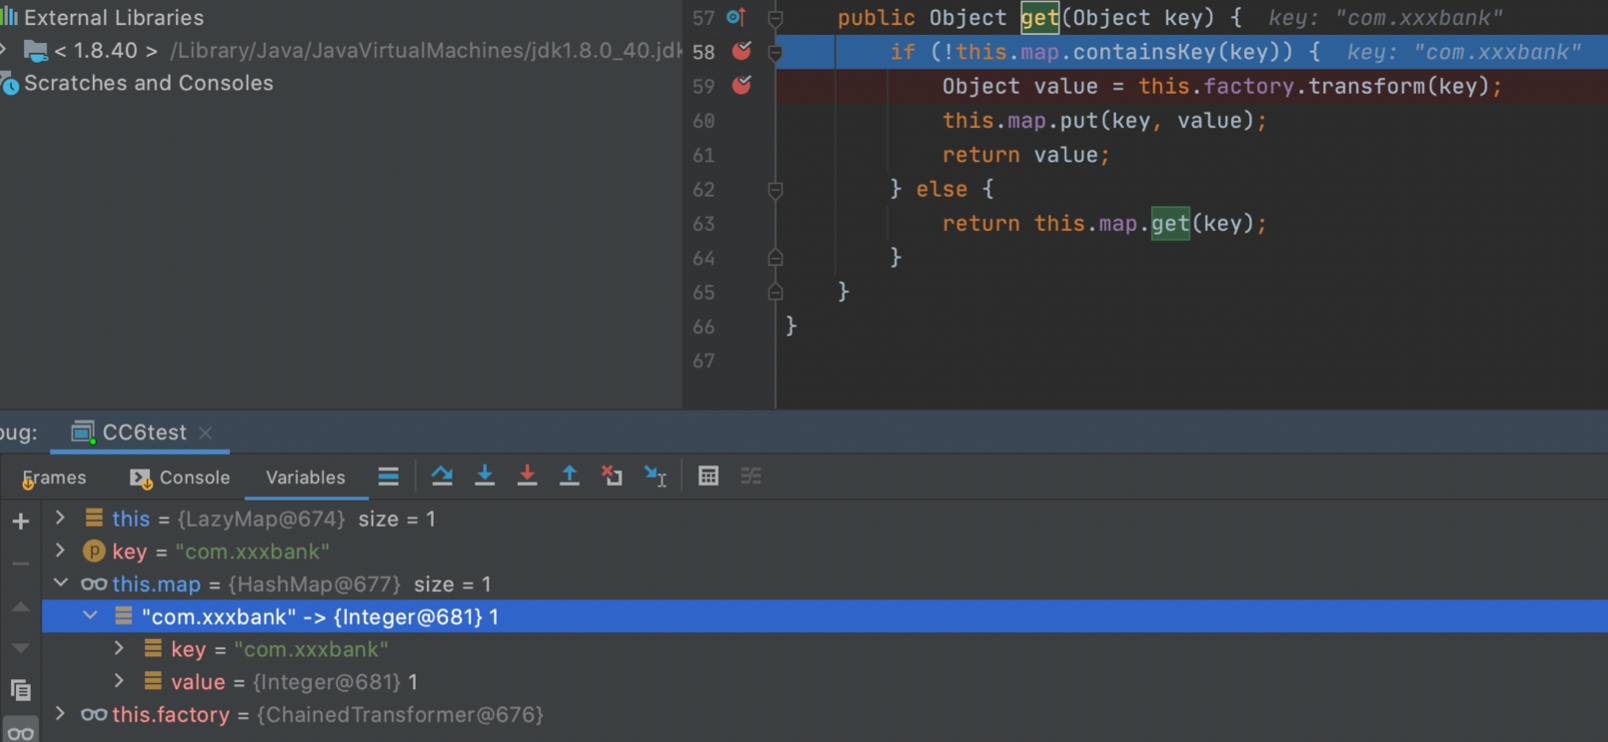 External Libraries
< 1.8.40 > /Library/Java/JavaVirtualMachines/jdk1.8.0_40.jdk
Scratches and Consoles
57 public Object get(Object key) { key: "com.xxxbank"
58 if (!this.map.containsKey(key)) { key: "com.xxxbank"
59 Object value = this.factory.transform(key);
60 this.map.put(key, value);
61 return value;
62 } else {
63 return this.map.get(key);
64 }
65 }
66 }
67
bug: CC6test
Frames Console Variables
this = {LazyMap@674} size = 1
p key = "com.xxxbank"
this.map = {HashMap@677} size = 1
"com.xxxbank" -> {Integer@681} 1
key = "com.xxxbank"
value = {Integer@681} 1
this.factory = {ChainedTransformer@676}